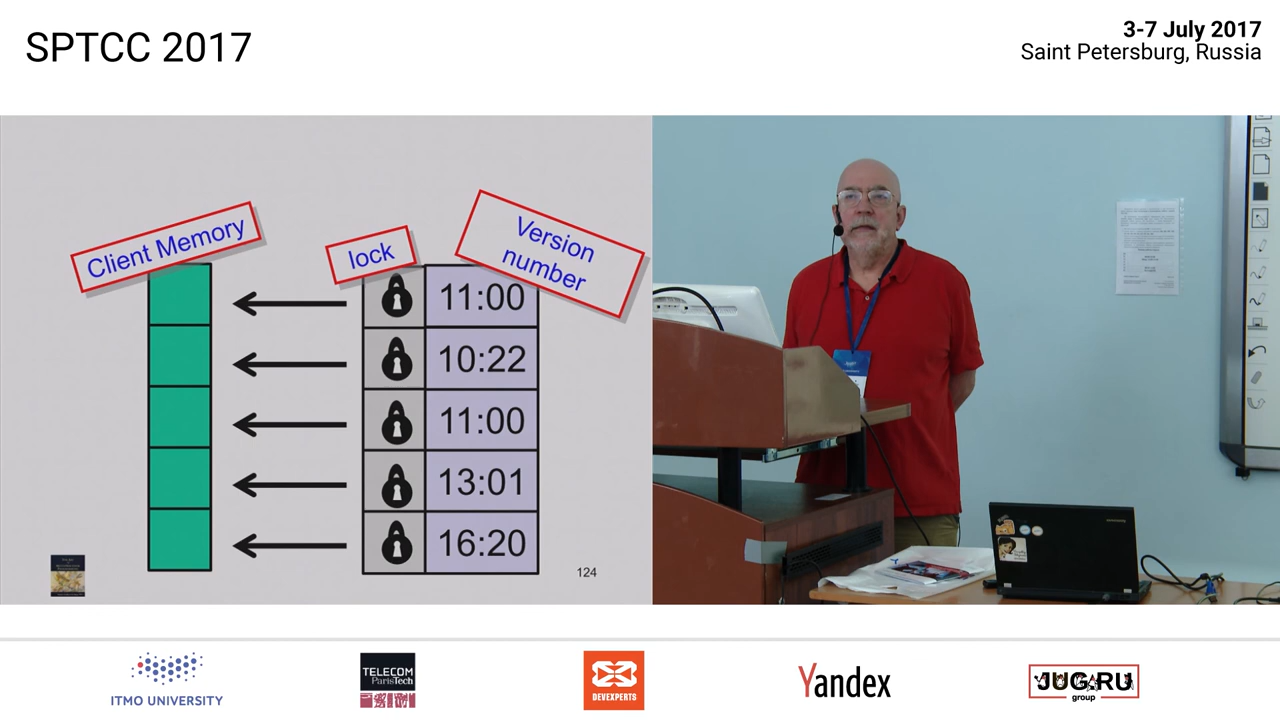 SPTCC 2017
3-7 July 2017
Saint Petersburg, Russia
Client Memory
lock
Version
number
11:00
10:22
11:00
13:01
16:20
124
ITMO UNIVERSITY
TELECOM
ParisTech
DEVEXPERTS
Yandex
JUG.RU
group